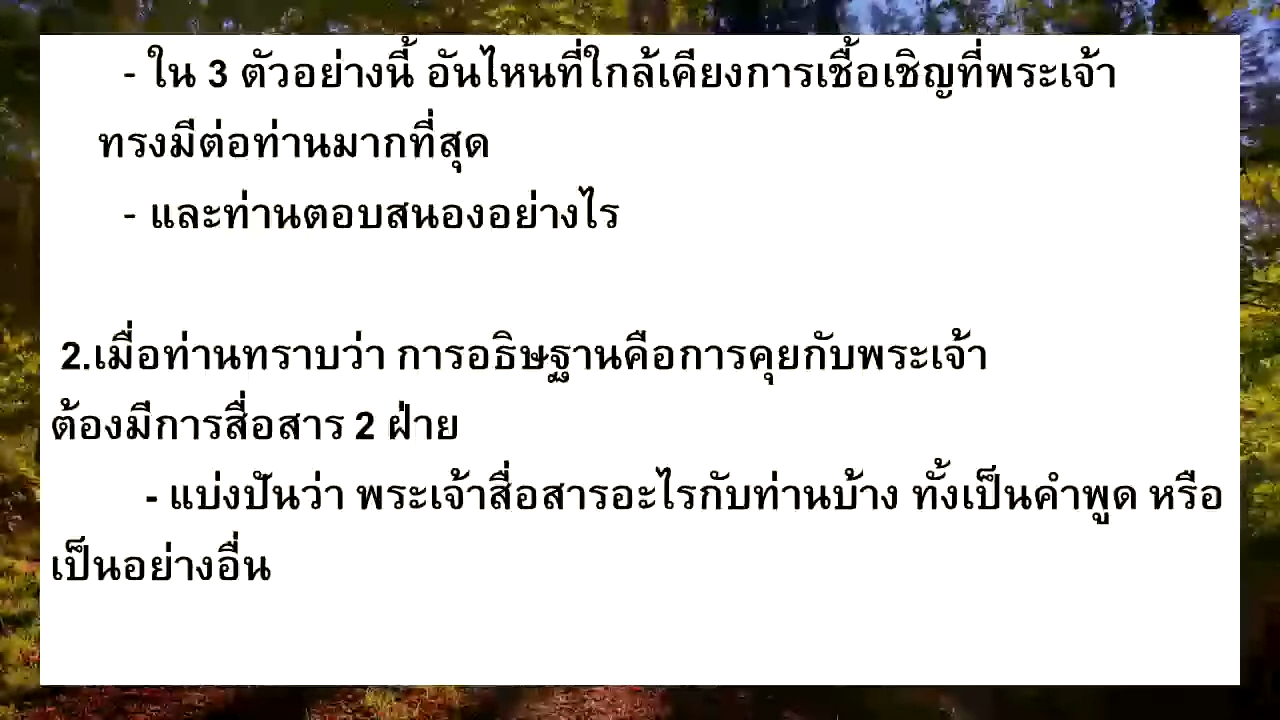 - ใน 3 ตัวอย่างนี้ อันไหนที่ใกล้เคียงการเชื้อเชิญที่พระเจ้า
ทรงมีต่อท่านมากที่สุด
- และท่านตอบสนองอย่างไร
2.เมื่อท่านทราบว่า การอธิษฐานคือการคุยกับพระเจ้า
ต้องมีการสื่อสาร 2 ฝ่าย
- แบ่งปันว่า พระเจ้าสื่อสารอะไรกับท่านบ้าง ทั้งเป็นคำพูด หรือ
เป็นอย่างอื่น